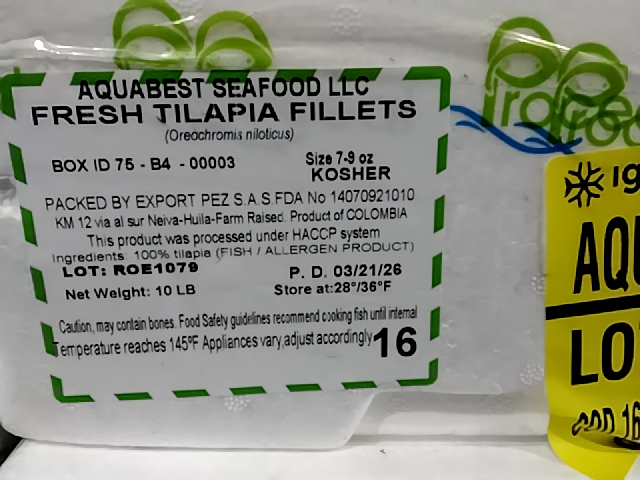 AQUABEST SEAFOOD LLC
FRESH TILAPIA FILLETS
(Oreochromis niloticus)
BOX ID 75 - B4 - 00003
Size 7-9 oz
KOSHER
PACKED BY EXPORT PEZ S.A.S.FDA No 14070921010
KM 12 via al sur Neiva-Huila-Farm Raised. Product of COLOMBIA
This product was processed under HACCP system
Ingredients: 100% tilapia (FISH / ALLERGEN PRODUCT)
LOT: ROE1079
P. D. 03/21/26
Net Weight: 10 LB
Store at:28°/36°F
Caution, may contain bones. Food Safety guidelines recommend cooking fish until internal
Temperature reaches 145ºF Appliances vary,adjust accordingly
16
AQU
LO